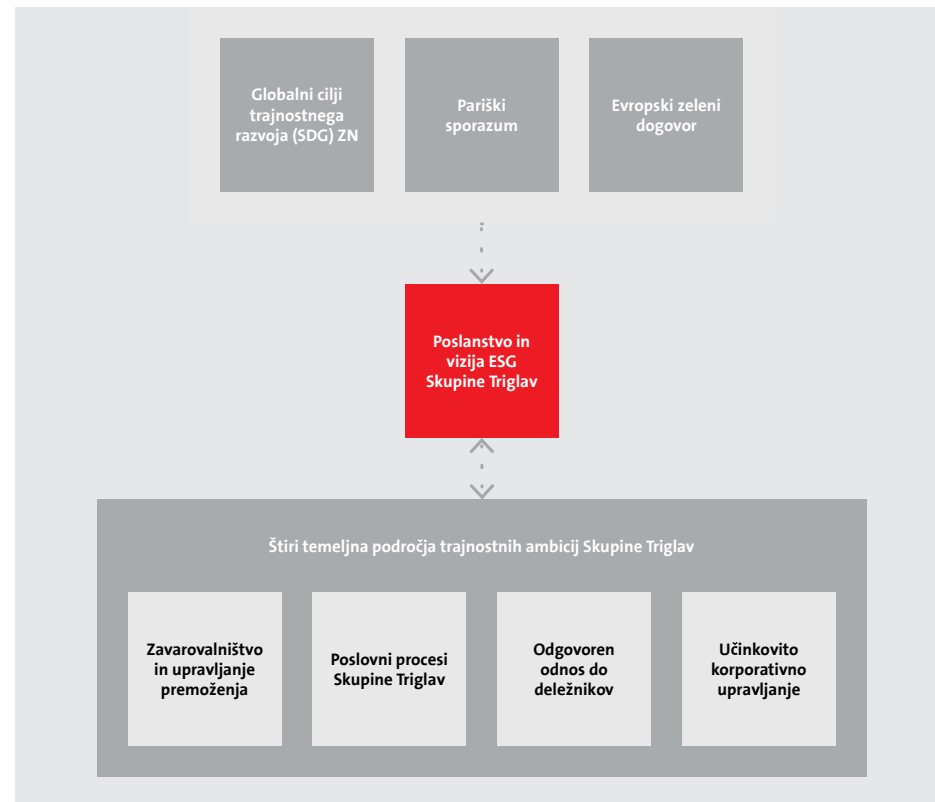 Globalni cilji
trajnostnega
razvoja (SDG) ZN
Pariški
sporazum
Evropski zeleni
dogovor
Poslanstvo in
vizija ESG
Skupine Triglav
Štiri temeljna področja trajnostnih ambicij Skupine Triglav
Zavarovalništvo
in upravljanje
premoženja
Poslovni procesi
Skupine Triglav
Odgovoren
odnos do
deležnikov
Učinkovito
korporativno
upravljanje